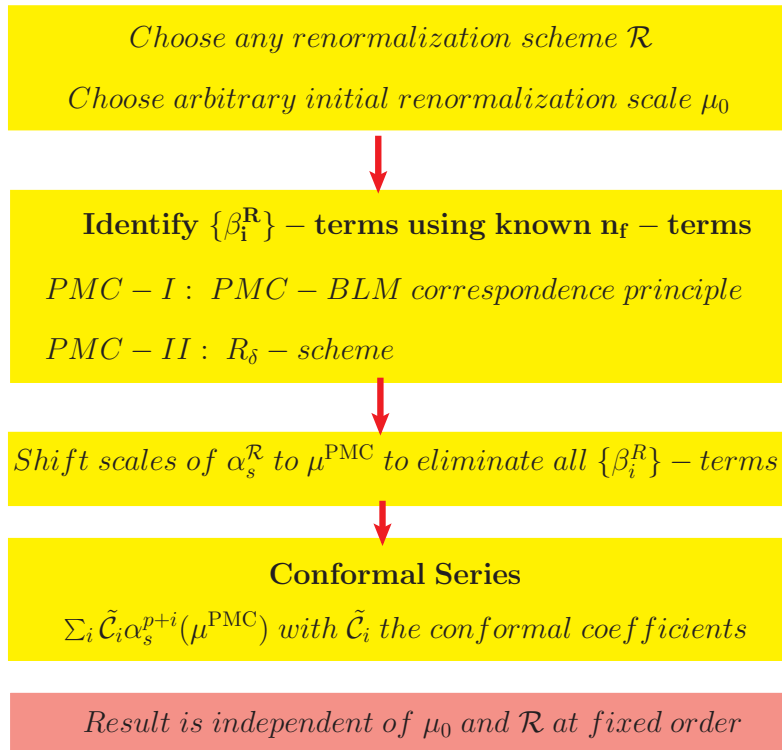 Choose any renormalization scheme ℛ
Choose arbitrary initial renormalization scale μ₀
Identify {βᵢᴿ} − terms using known n_f − terms
PMC − I : PMC − BLM correspondence principle
PMC − II : R_δ − scheme
Shift scales of α_s^ℛ to μ^PMC to eliminate all {β_i^R} − terms
Conformal Series
∑_i 𝒞̃_i α_s^{p+i}(μ^PMC) with 𝒞̃_i the conformal coefficients
Result is independent of μ₀ and ℛ at fixed order